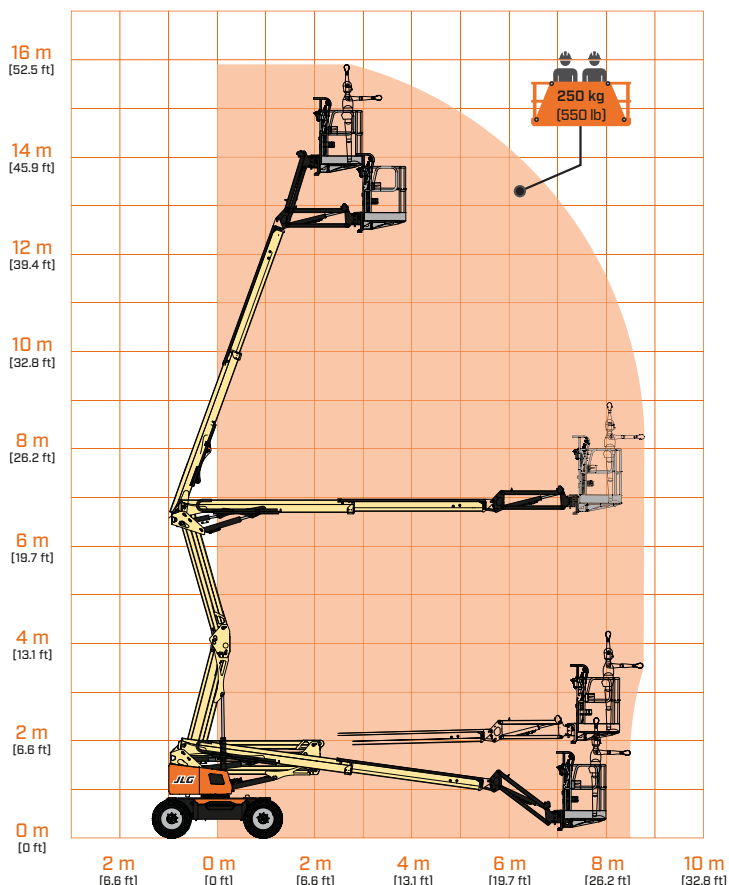 16 m
[52.5 ft]
250 kg
[550 lb]
14 m
[45.9 ft]
12 m
[39.4 ft]
10 m
[32.8 ft]
8 m
[26.2 ft]
6 m
[19.7 ft]
4 m
[13.1 ft]
2 m
[6.6 ft]
JLG
0 m
[0 ft]
2 m 0 m 2 m 4 m 6 m 8 m 10 m
[6.6 ft] [0 ft] [6.6 ft] [13.1 ft] [19.7 ft] [26.2 ft] [32.8 ft]